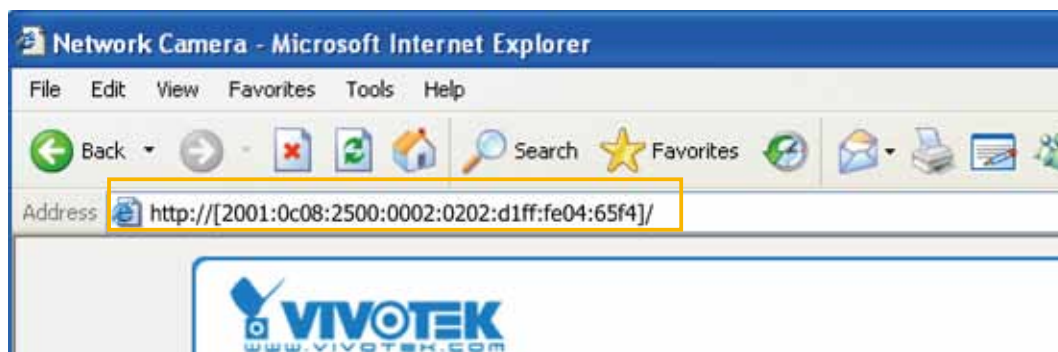 Network Camera - Microsoft Internet Explorer
File Edit View Favorites Tools Help
Back Search Favorites
Address http://[2001:0c08:2500:0002:0202:d1ff:fe04:65f4]/
VIVOTEK
WWW.VIVOTEK.COM